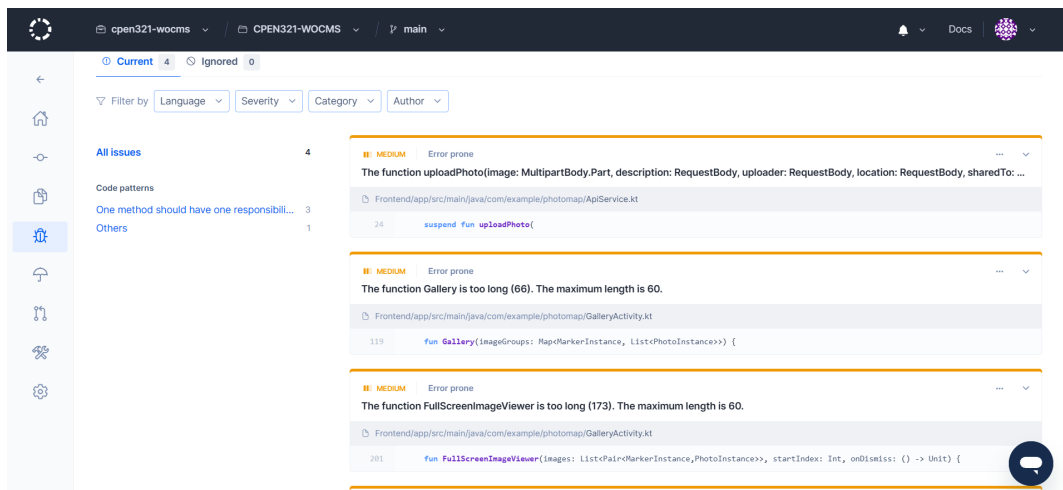 cpen321-wocms / CPEN321-WOCMS / main Docs
Current 4 Ignored 0
Filter by Language Severity Category Author
All issues 4
Code patterns
One method should have one responsibili... 3
Others 1
MEDIUM Error prone
The function uploadPhoto(image: MultipartBody.Part, description: RequestBody, uploader: RequestBody, location: RequestBody, sharedTo: ...
Frontend/app/src/main/java/com/example/photomap/ApiService.kt
24 suspend fun uploadPhoto(
MEDIUM Error prone
The function Gallery is too long (66). The maximum length is 60.
Frontend/app/src/main/java/com/example/photomap/GalleryActivity.kt
119 fun Gallery(imageGroups: Map<MarkerInstance, List<PhotoInstance>>) {
MEDIUM Error prone
The function FullScreenImageViewer is too long (173). The maximum length is 60.
Frontend/app/src/main/java/com/example/photomap/GalleryActivity.kt
201 fun FullScreenImageViewer(images: List<Pair<MarkerInstance,PhotoInstance>>, startIndex: Int, onDismiss: () -> Unit) {